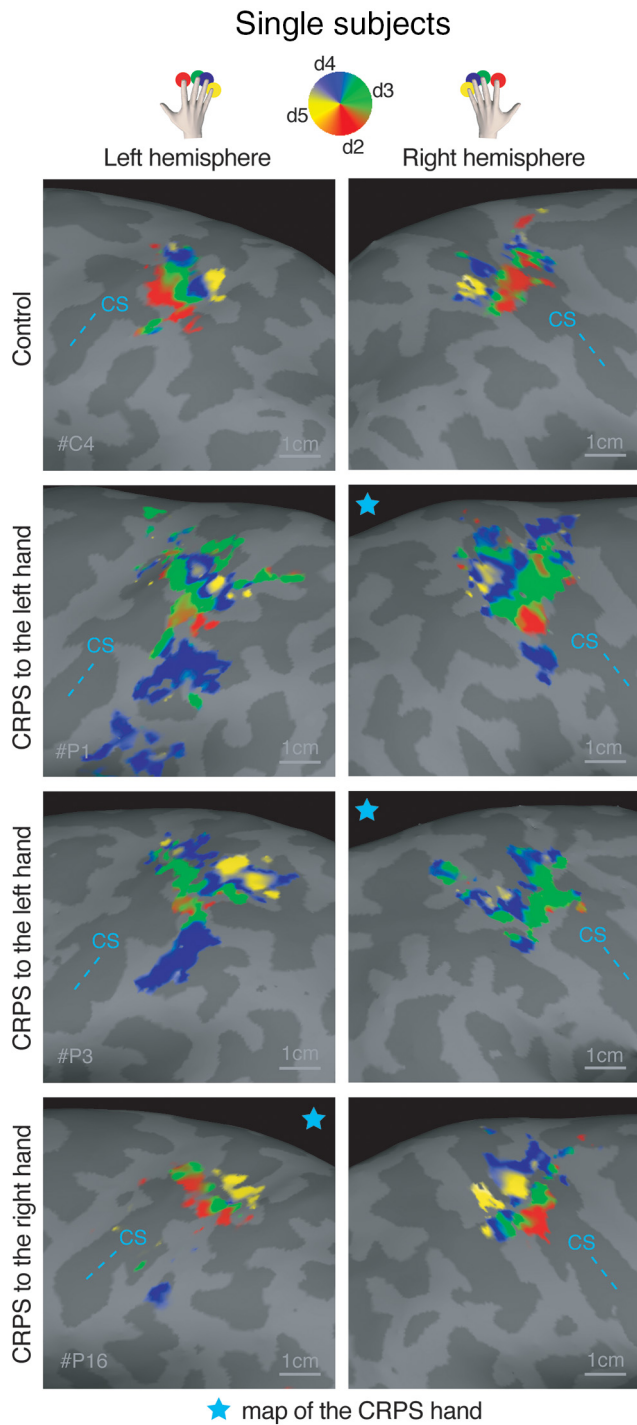 Single subjects
d4
d3
d5
d2
Left hemisphere
Right hemisphere
Control
CS
#C4
1cm
CS
1cm
CRPS to the left hand
CS
#P1
1cm
CS
1cm
CRPS to the left hand
CS
#P3
1cm
CS
1cm
CRPS to the right hand
CS
#P16
1cm
CS
1cm
map of the CRPS hand